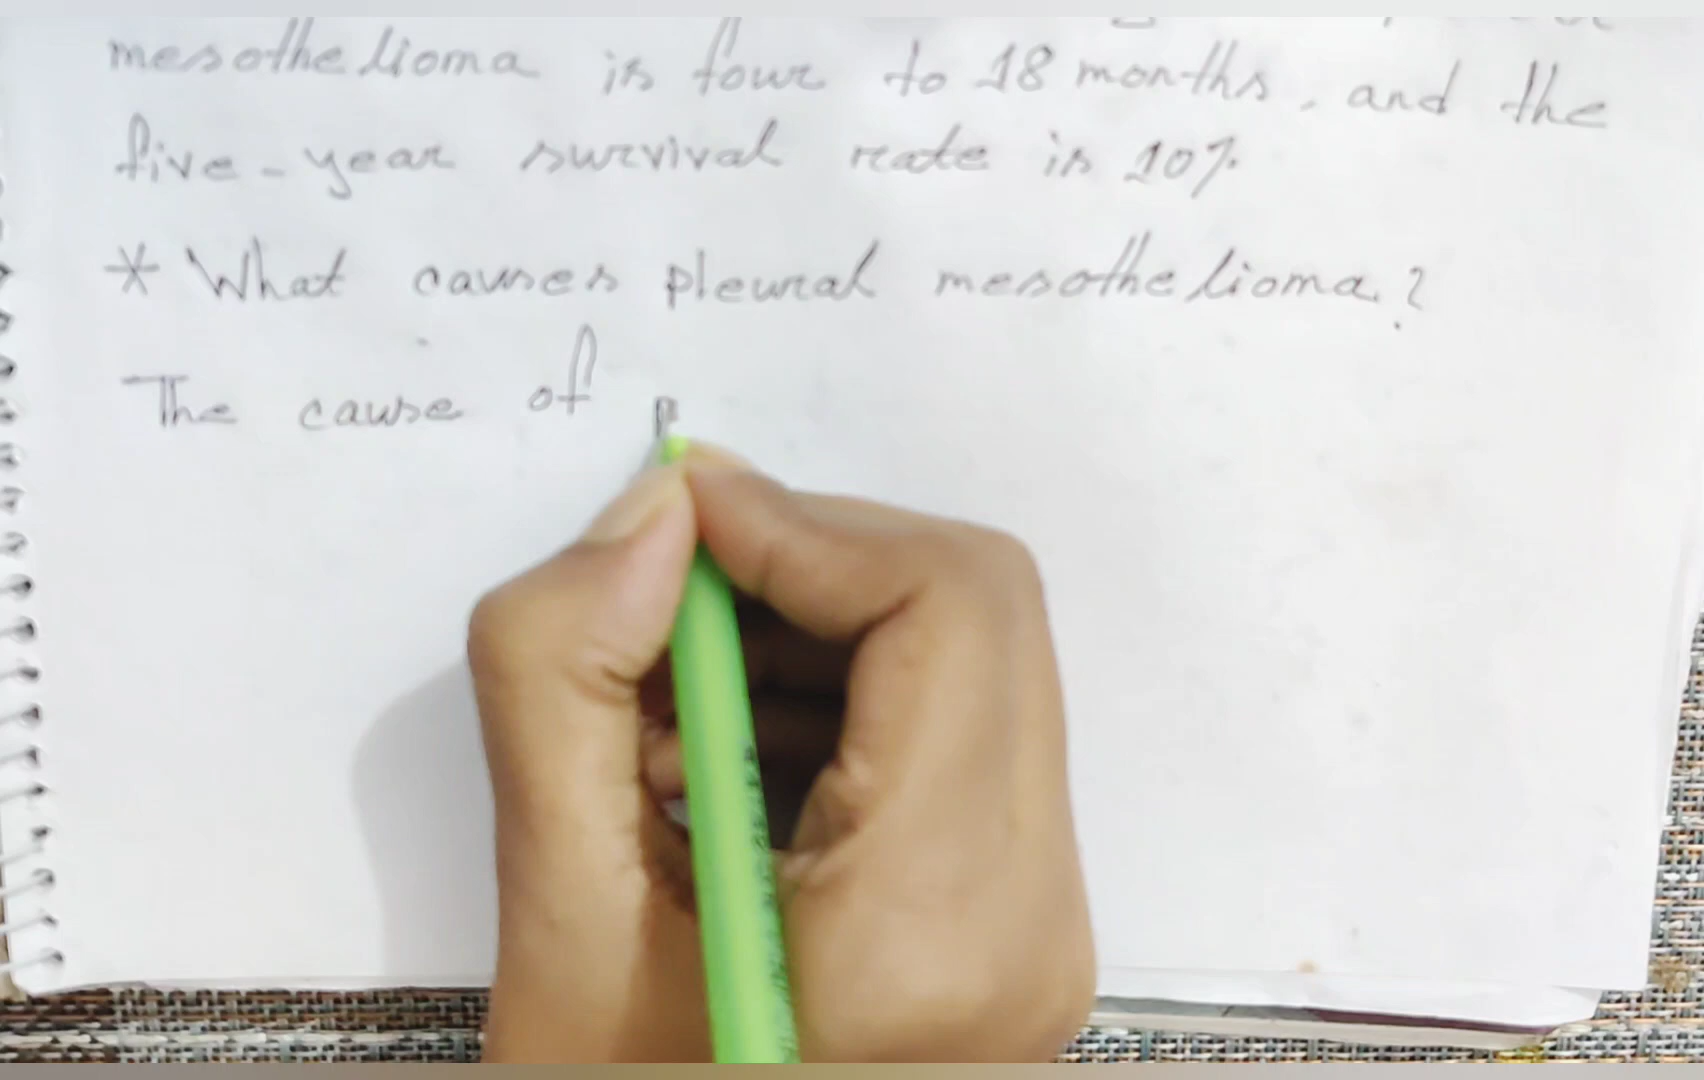 mesothelioma is four to 18 months, and the
five-year survival rate is 10%
* What causes pleural mesothelioma?
The cause of p